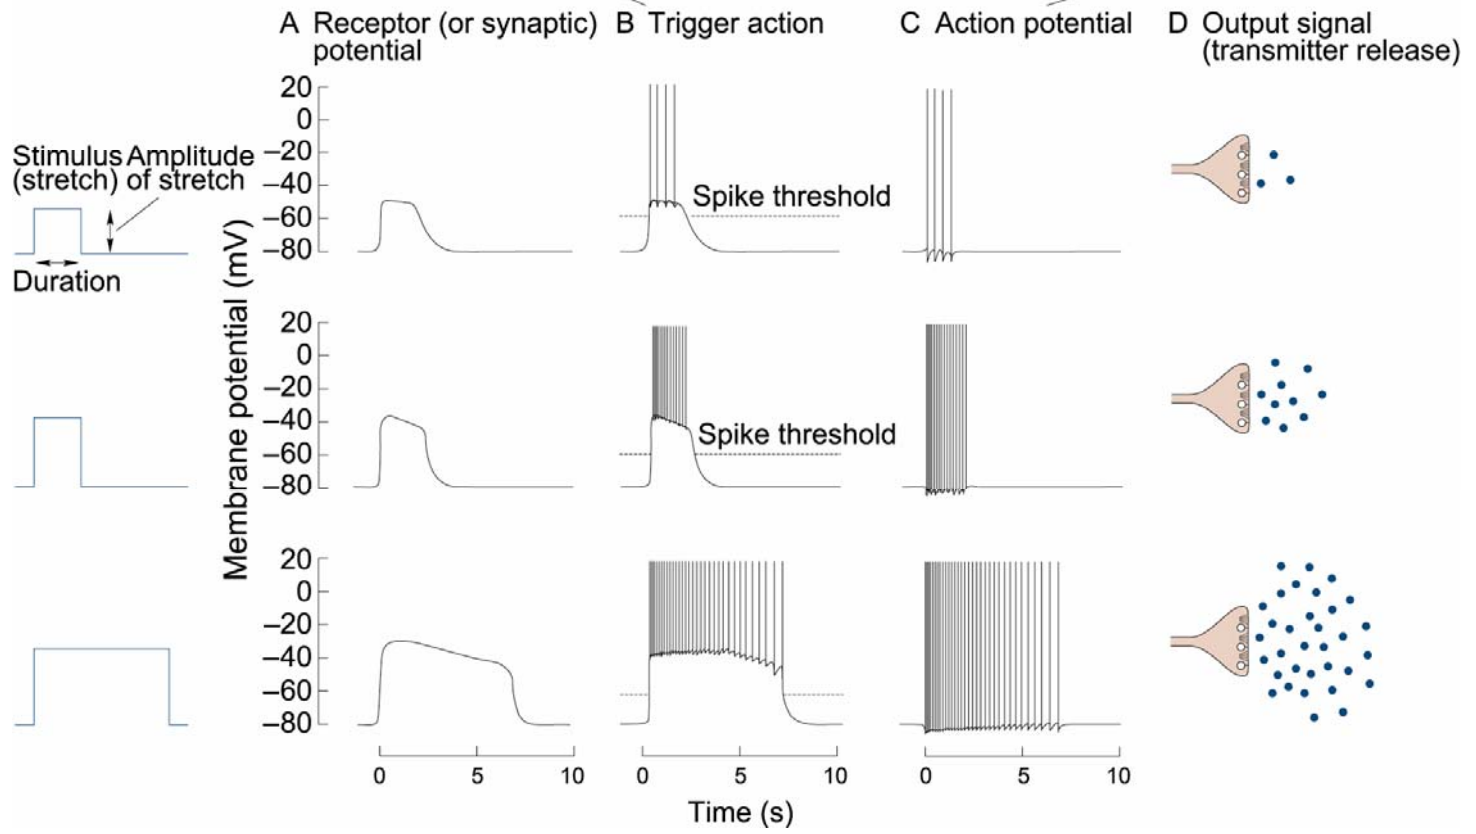 A Receptor (or synaptic)
potential
B Trigger action
C Action potential
D Output signal
(transmitter release)
Stimulus Amplitude
(stretch) of stretch
Duration
Membrane potential (mV)
20
0
–20
–40
–60
–80
Spike threshold
20
0
–20
–40
–60
–80
Spike threshold
20
0
–20
–40
–60
–80
0 5 10
0 5 10
0 5 10
Time (s)